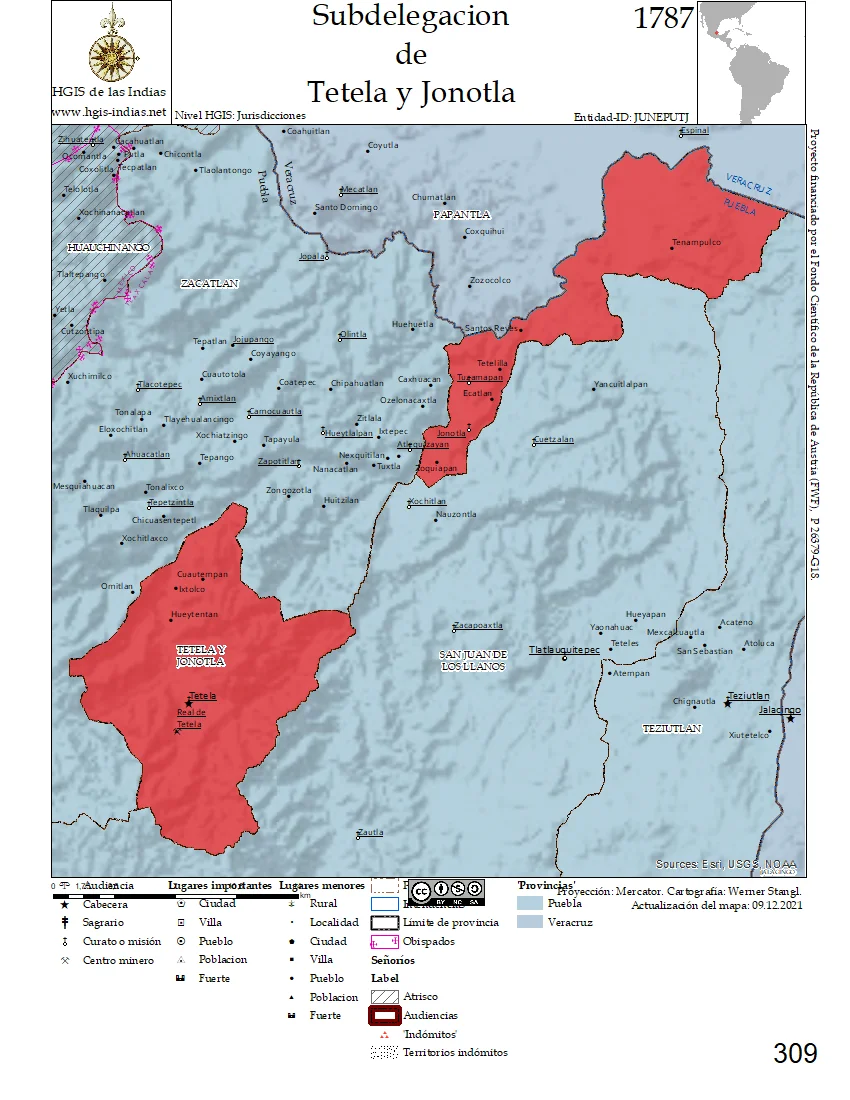 Subdelegacion
de
Tetela y Jonotla
1787
HGIS de las Indias
www.hgis-indias.net
Nivel HGIS: Jurisdicciones
Entidad-ID: JUNEPUTJ
Zihuateutla
Cacahuatlan
Ocomantla
Putla
Chicontla
Coxolitla
Tecpatlan
Tlaolantongo
Telolotla
Xochinanacatlan
HUAUCHINANGO
Tlaltepango
Yetla
Cutzontipa
Xuchimilco
Coahuitlan
Coyutla
Puebla
Veracruz
Mecatlan
Santo Domingo
Chumatlan
PAPANTLA
Coxquihui
Jopala
Zozocolco
ZACATLAN
Espinal
VERACRUZ
PUEBLA
Tenampulco
Huehuetla
Santos Reyes
Olintla
Tepatlan
Jojupango
Coyayango
Tetelilla
Tuzamapan
Ecatlan
Cautotola
Coatepec
Chipahuatlan
Caxhuacan
Yancuitlalpan
Tlacotepec
Amixtlan
Ozelonacaxtla
Tonalapa
Tlayehualancingo
Camocuautla
Zitlala
Eloxochitlan
Xochiatzingo
Tapayula
Hueytlalpan
Ixtepec
Jonotla
Atlequizayan
Cuetzalan
Ahuacatlan
Tepango
Zapotitlan
Nexquitilan
Nanacatlan
Tuxtla
Zoquiapan
Mesquiahuacan
Tonalixco
Tepetzintla
Zongozotla
Huitzilan
Xochitlan
Tlaquilpa
Chicuasentepetl
Nauzontla
Xochitlaxco
Omitlan
Cuautempan
Ixtolco
Hueytentan
TETELA Y
JONOTLA
Tetela
Real de
Tetela
Zacapoaxtla
SAN JUAN DE
LOS LLANOS
Hueyapan
Yaonahuac
Mexcalcuautla
Acateno
Teteles
San Sebastian
Atoluca
Tlatlauquitepec
Atempan
Chignautla
Teziutlan
Jalacingo
TEZIUTLAN
Xiutetelco
Zautla
Sources: Esri, USGS, NOAA
Proyecto financiado por el Fondo Científico de la República de Austria (FWF), P 26379-G18.
km
Audiencia
Cabecera
Sagrario
Curato o misión
Centro minero
Lugares importantes
Ciudad
Villa
Pueblo
Poblacion
Fuerte
Lugares menores
Rural
Localidad
Ciudad
Villa
Pueblo
Poblacion
Fuerte
BY NC SA
Límite de provincia
Obispados
Señoríos
Label
Atrisco
Audiencias
'Indómitos'
Territorios indómitos
'Provincias'
Puebla
Veracruz
Proyección: Mercator. Cartografía: Werner Stangl.
Actualización del mapa: 09.12.2021
309